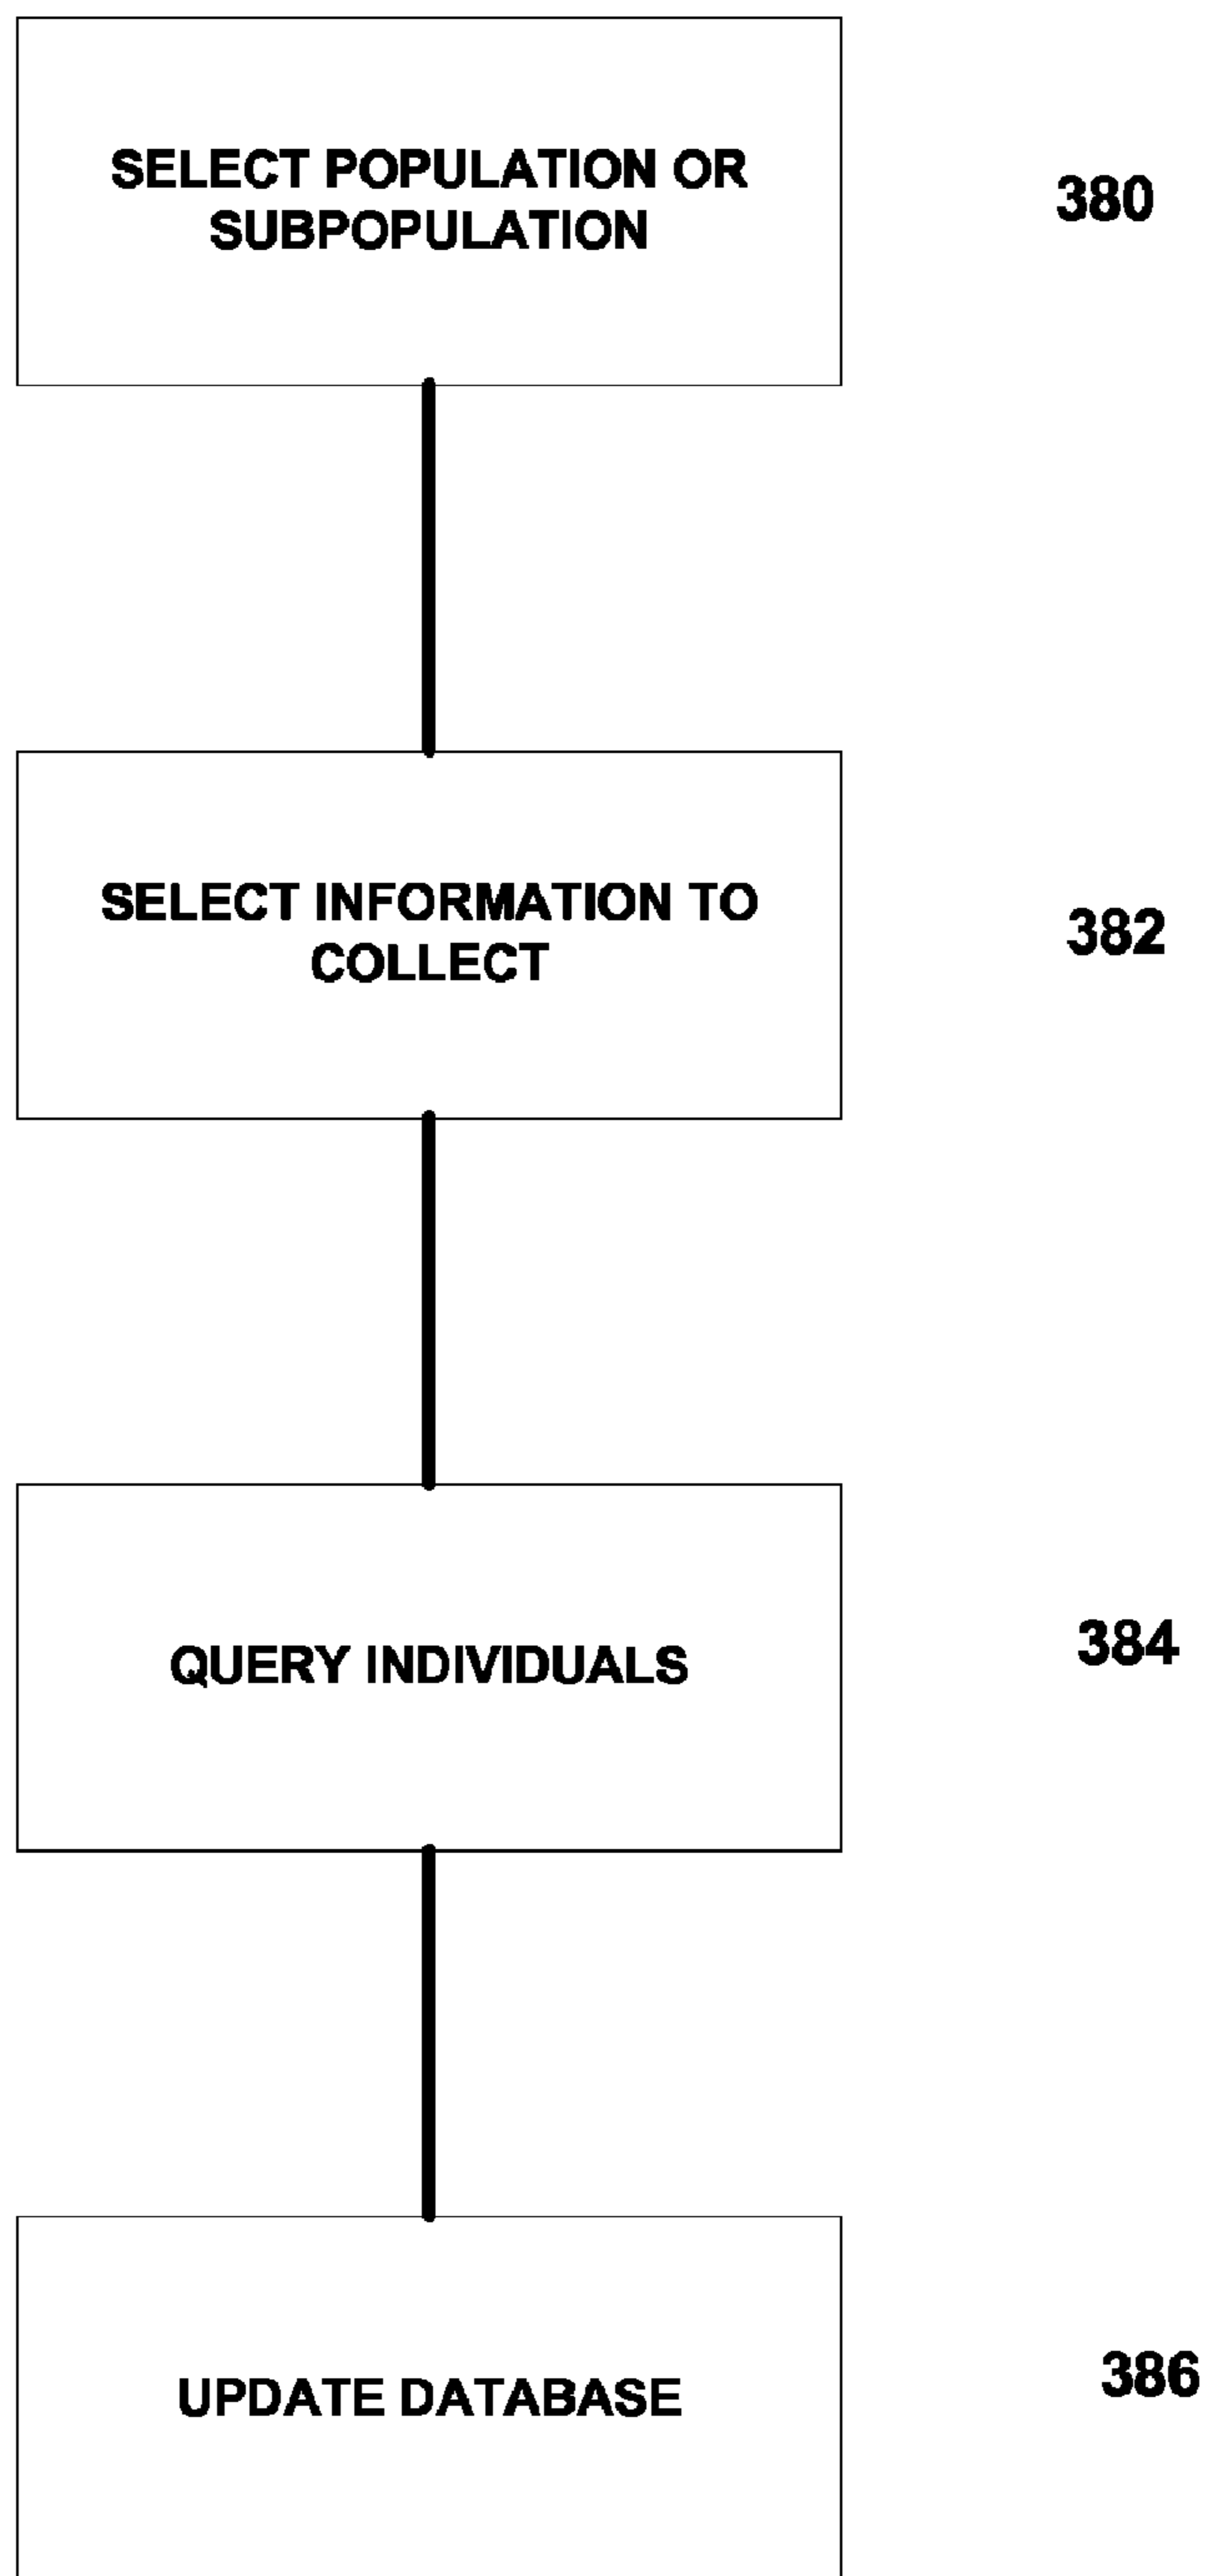 SELECT POPULATION OR
SUBPOPULATION
380
SELECT INFORMATION TO
COLLECT
382
QUERY INDIVIDUALS
384
UPDATE DATABASE
386